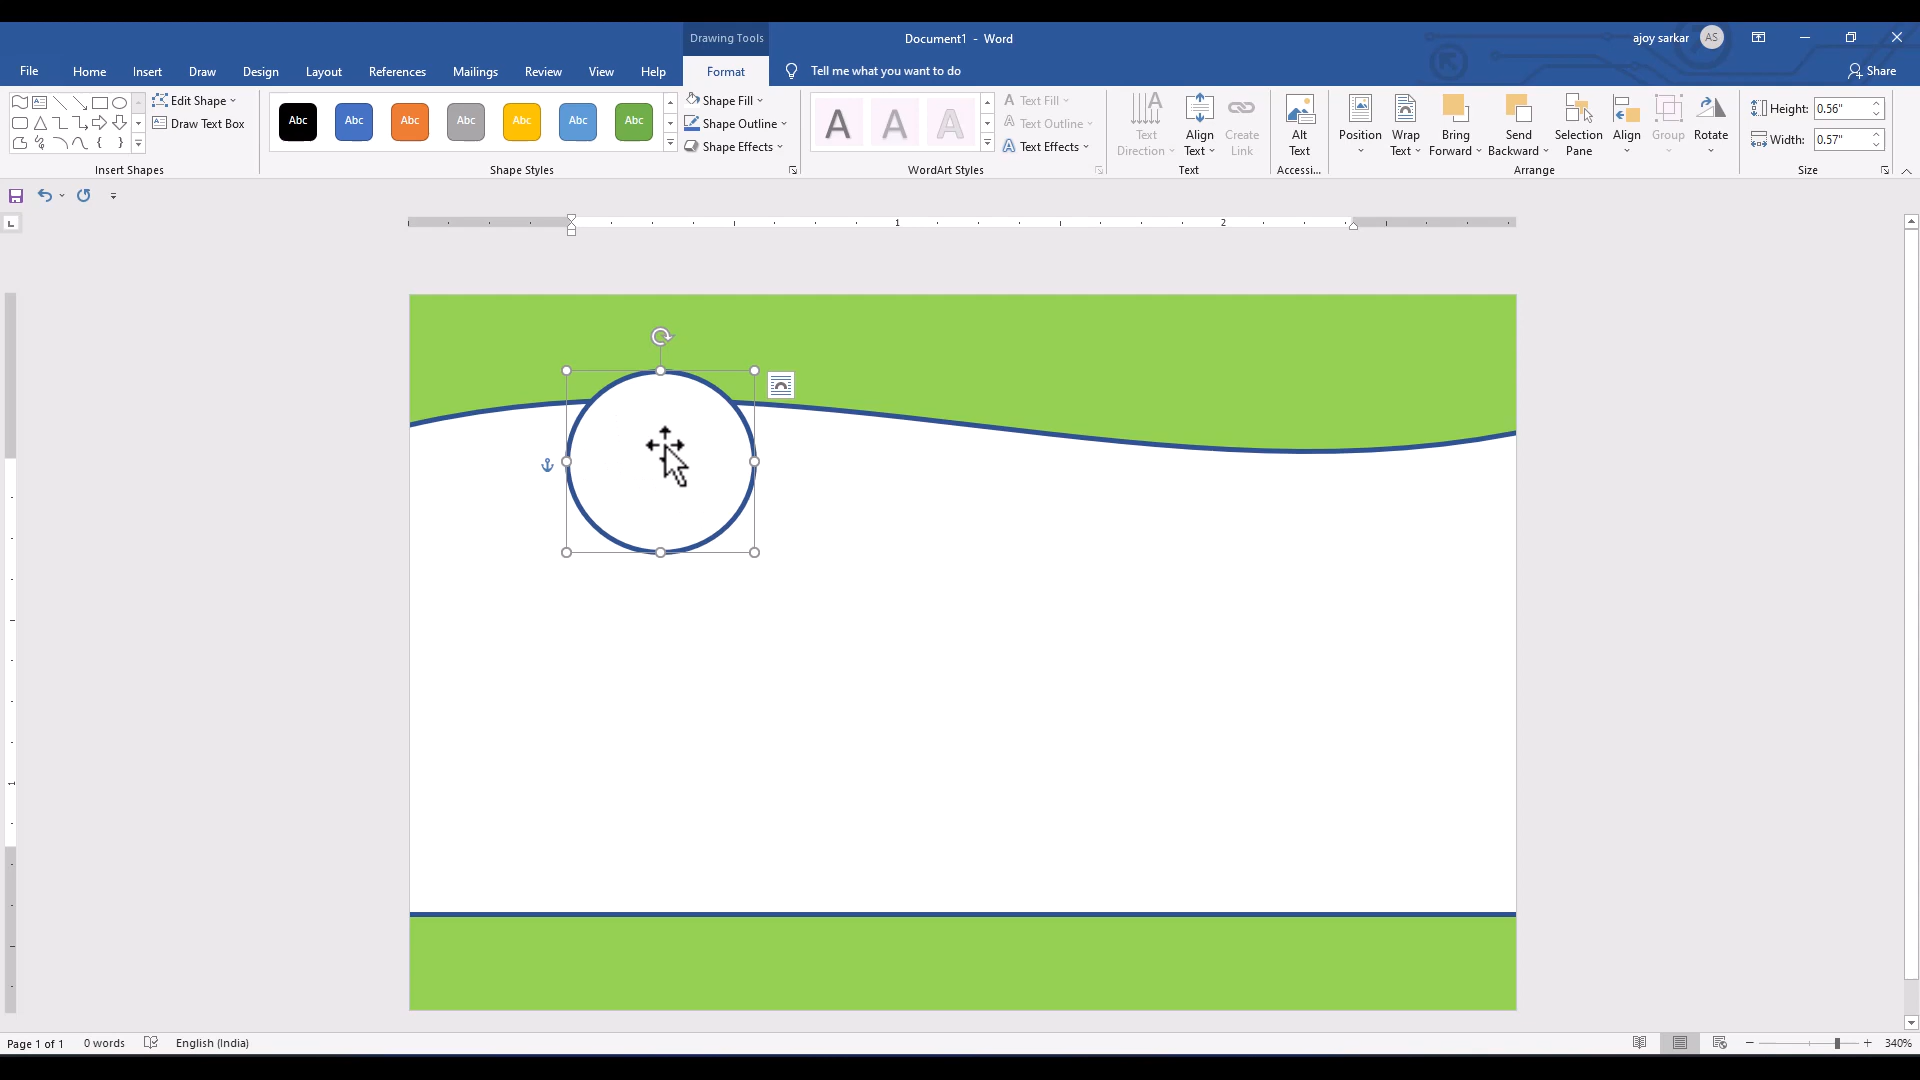 Drawing Tools
Document1 - Word
ajoy sarkar AS
File Home Insert Draw Design Layout References Mailings Review View Help Format Tell me what you want to do Share
Edit Shape
Draw Text Box
Insert Shapes
Abc Abc Abc Abc Abc Abc Abc
Shape Fill
Shape Outline
Shape Effects
Shape Styles
A A A
Text Fill
Text Outline
Text Effects
WordArt Styles
Text Direction
Align Text
Create Link
Text
Alt Text
Accessi...
Position
Wrap Text
Bring Forward
Send Backward
Selection Pane
Align
Group
Rotate
Arrange
Height: 0.56"
Width: 0.57"
Size
1 2
1
Page 1 of 1 0 words English (India) 340%